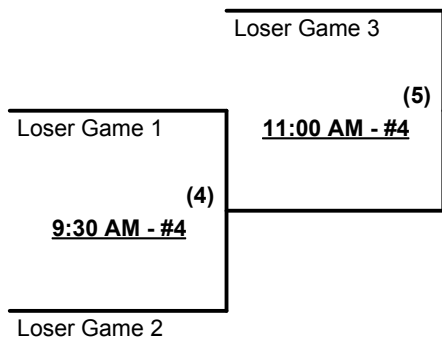 Loser Game 3
(5)
Loser Game 1
11:00 AM - #4
(4)
9:30 AM - #4
Loser Game 2